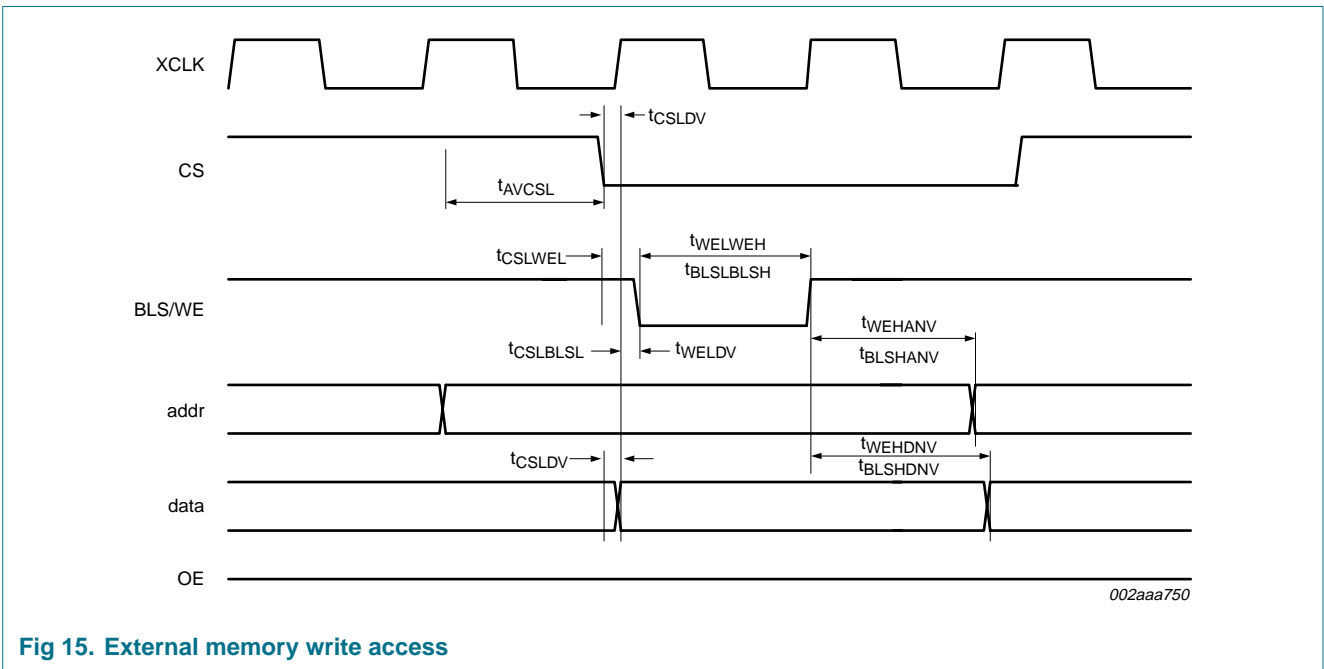 XCLK
tCSLDV
CS
tAVCSL
tCSLWEL
tWELWEH
tBLSLBLSH
BLS/WE
tWEHANV
tCSLBLSL
tWELDV
tBLSHANV
addr
tWEHDNV
tCSLDV
tBLSHDNV
data
OE
002aaa750
Fig 15. External memory write access